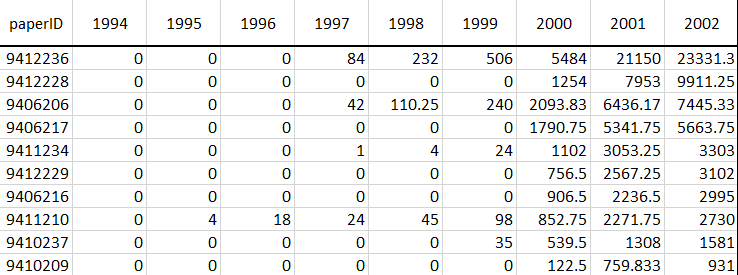 paperID 1994 1995 1996 1997 1998 1999 2000 2001 2002
9412236 0 0 0 84 232 506 5484 21150 23331.3
9412228 0 0 0 0 0 0 1254 7953 9911.25
9406206 0 0 0 42 110.25 240 2093.83 6436.17 7445.33
9406217 0 0 0 0 0 0 1790.75 5341.75 5663.75
9411234 0 0 0 1 4 24 1102 3053.25 3303
9412229 0 0 0 0 0 0 756.5 2567.25 3102
9406216 0 0 0 0 0 0 906.5 2236.5 2995
9411210 0 4 18 24 45 98 852.75 2271.75 2730
9410237 0 0 0 0 0 35 539.5 1308 1581
9410209 0 0 0 0 0 0 122.5 759.833 931